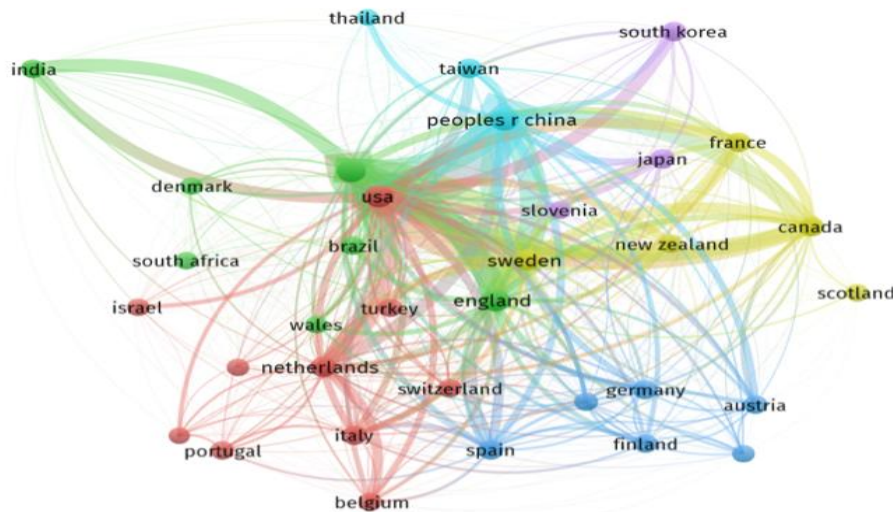 thailand
south korea
india
taiwan
peoples r china
france
japan
denmark
usa
slovenia
canada
brazil
new zealand
south africa
sweden
scotland
israel
turkey
england
wales
netherlands
switzerland
germany
austria
italy
portugal
spain
finland
belgium